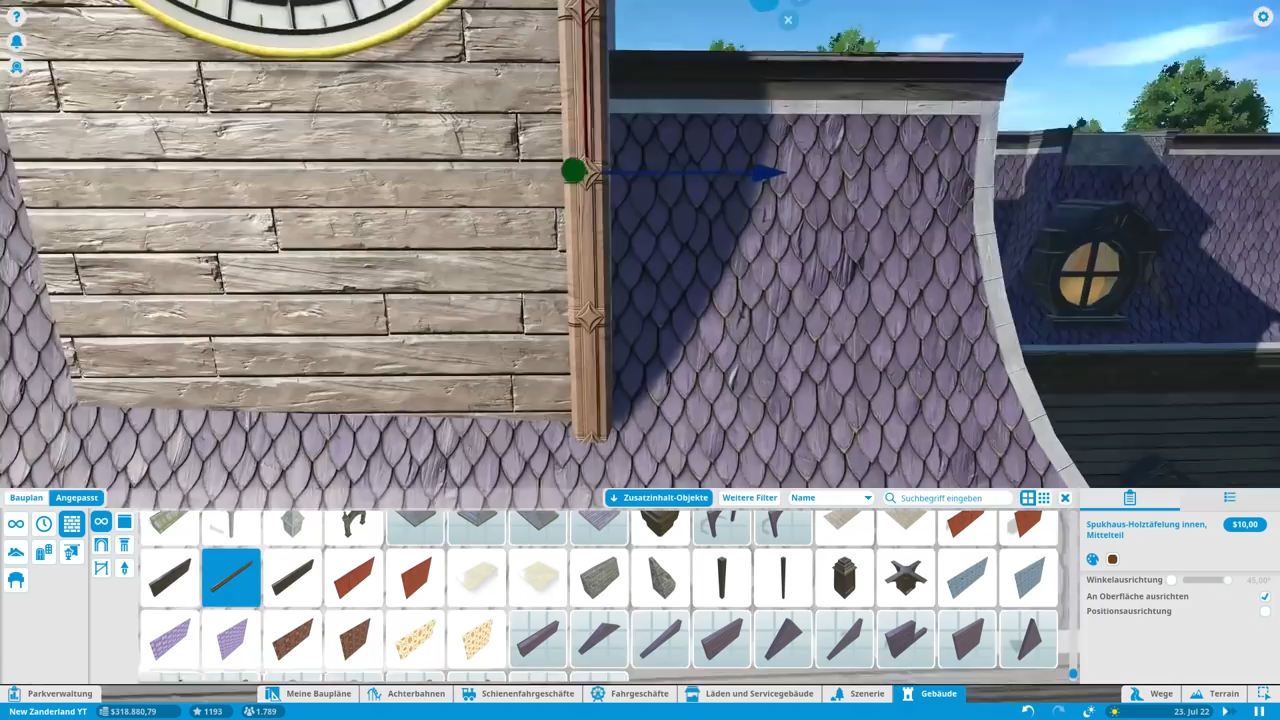 Bauplan
Angepasst
Zusatzinhalt-Objekte
Weitere Filter
Name
Suchbegriff eingeben
Spukhaus-Holztäfelung innen,
Mittelteil
$10,00
Winkelausrichtung
45,00°
An Oberfläche ausrichten
Positionsausrichtung
Parkverwaltung
Meine Baupläne
Achterbahnen
Schienenfahrgeschäfte
Fahrgeschäfte
Läden und Servicegebäude
Szenerie
Gebäude
Wege
Terrain
New Zanderland YT
$318.880,79
1193
1.789
23. Jul 22